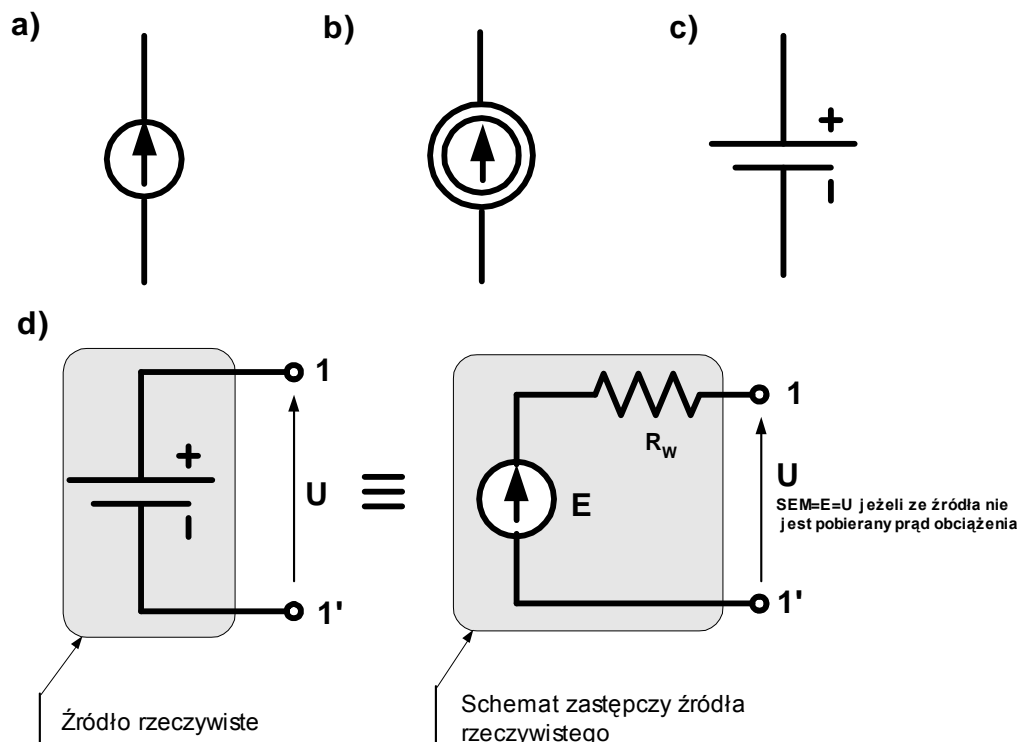 a)
b)
c)
+
–
d)
1
+
–
U
≡
1'
R_W
E
1
U
SEM=E=U jeżeli ze źródła nie
jest pobierany prąd obciążenia
1'
Źródło rzeczywiste
Schemat zastępczy źródła
rzeczywistego